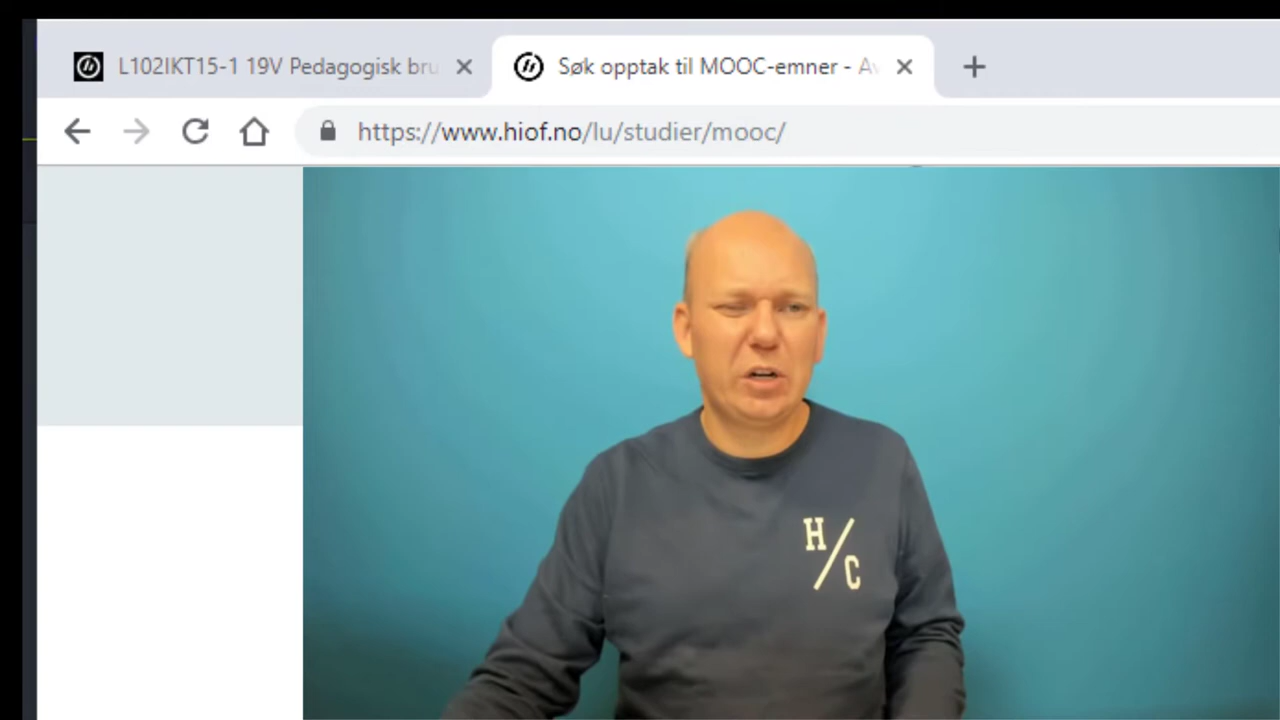 L102IKT15-1 19V Pedagogisk bru
Søk opptak til MOOC-emner - Av
https://www.hiof.no/lu/studier/mooc/
H/C